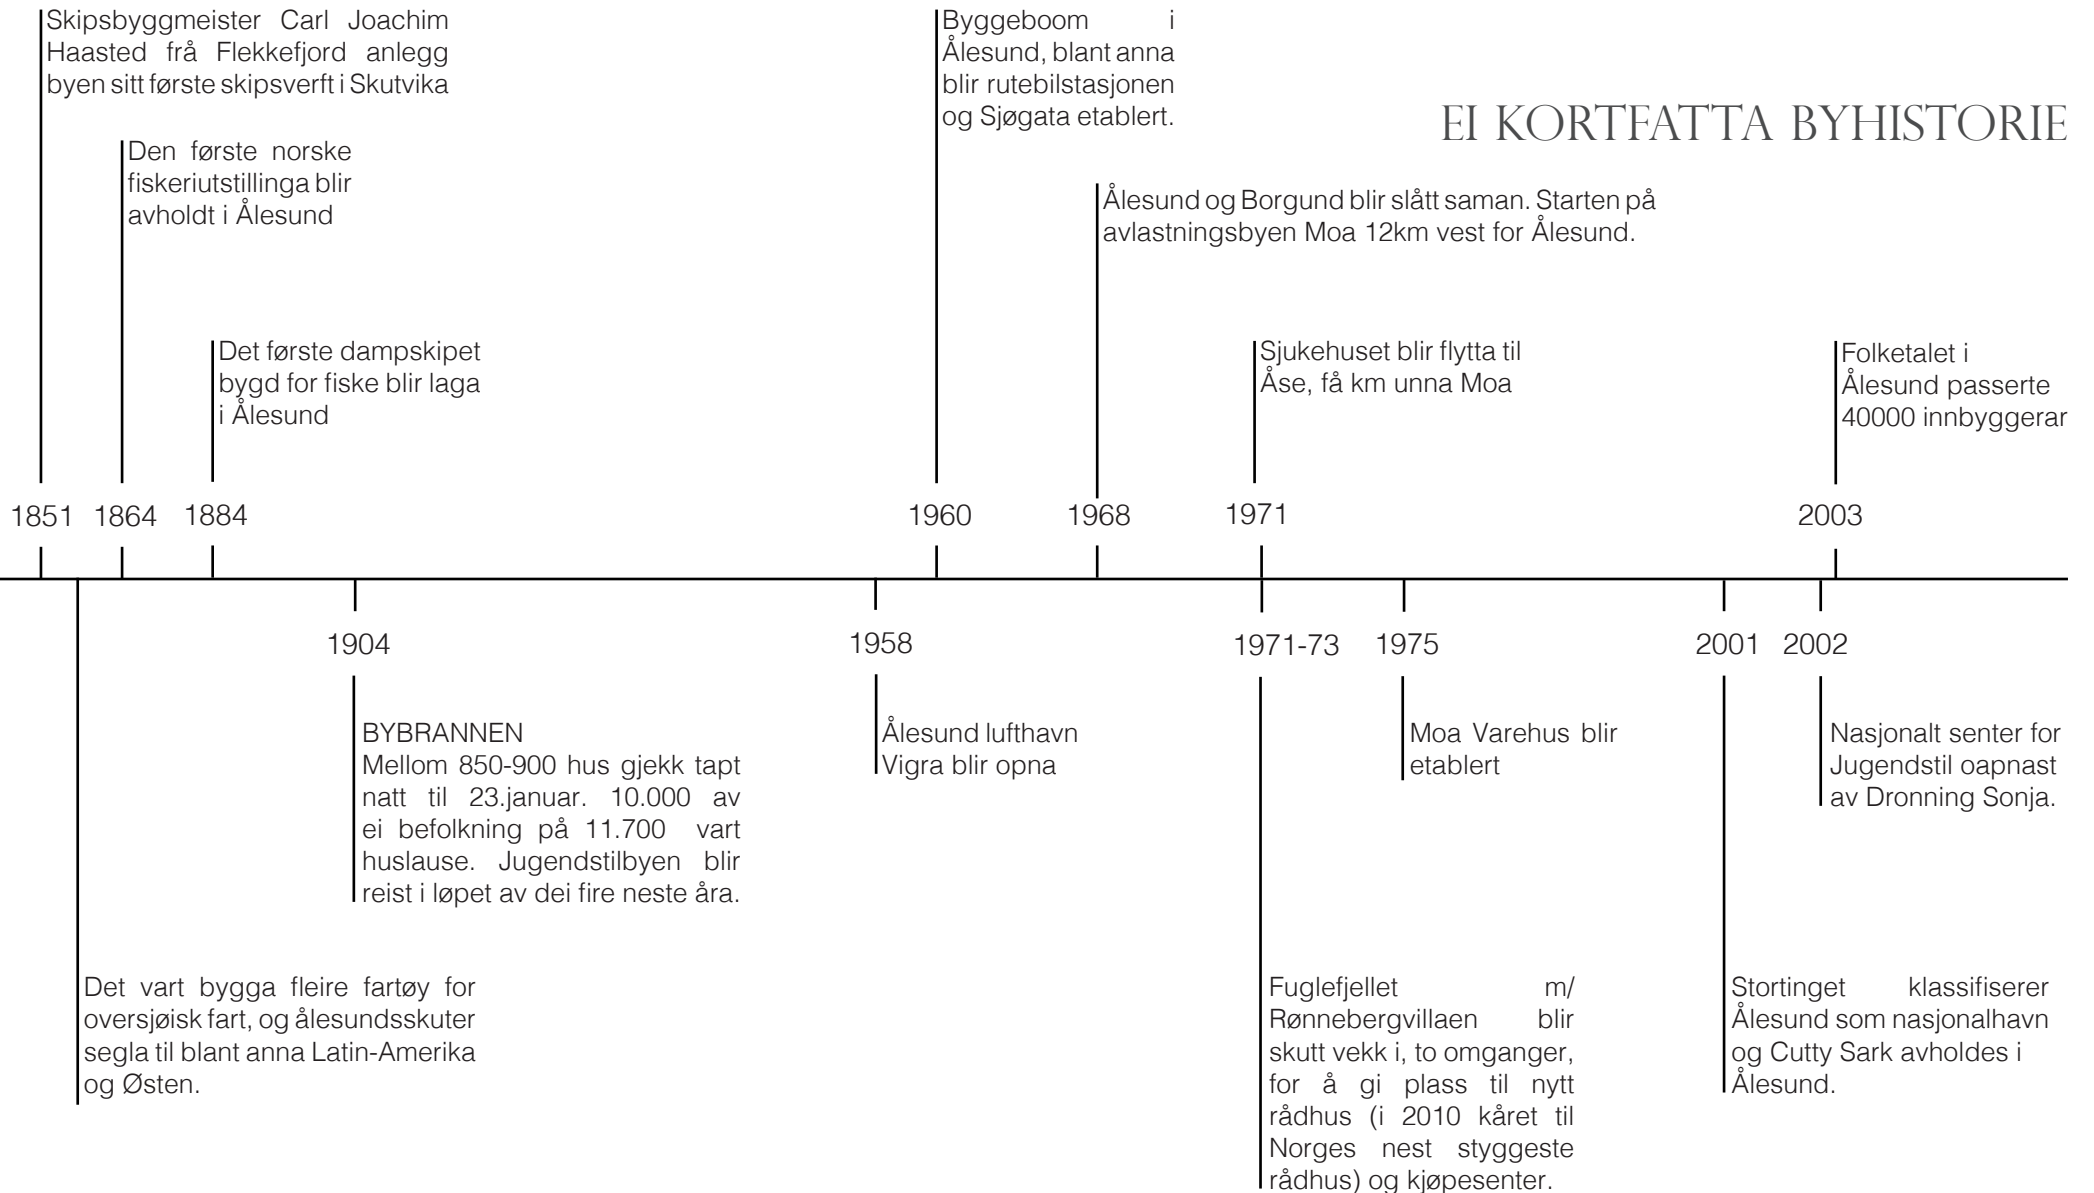 EI KORTFATTA BYHISTORIE
Skipsbyggmeister Carl Joachim
Haasted frå Flekkefjord anlegg
byen sitt første skipsverft i Skutvika
Den første norske
fiskeriutstillinga blir
avholdt i Ålesund
Det første dampskipet
bygd for fiske blir laga
i Ålesund
Byggeboom i
Ålesund, blant anna
blir rutebilstasjonen
og Sjøgata etablert.
Ålesund og Borgund blir slått saman. Starten på
avlastningsbyen Moa 12km vest for Ålesund.
Sjukehuset blir flytta til
Åse, få km unna Moa
Folketalet i
Ålesund passerte
40000 innbyggerar
1851 1864 1884 1960 1968 1971 2003
1904 1958 1971-73 1975 2001 2002
BYBRANNEN
Mellom 850-900 hus gjekk tapt
natt til 23.januar. 10.000 av
ei befolkning på 11.700 vart
huslause. Jugendstilbyen blir
reist i løpet av dei fire neste åra.
Ålesund lufthavn
Vigra blir opna
Moa Varehus blir
etablert
Nasjonalt senter for
Jugendstil oapnast
av Dronning Sonja.
Det vart bygga fleire fartøy for
oversjøisk fart, og ålesundsskuter
segla til blant anna Latin-Amerika
og Østen.
Fuglefjellet m/
Rønnebergvillaen blir
skutt vekk i, to omganger,
for å gi plass til nytt
rådhus (i 2010 kåret til
Norges nest styggeste
rådhus) og kjøpesenter.
Stortinget klassifiserer
Ålesund som nasjonalhavn
og Cutty Sark avholdes i
Ålesund.